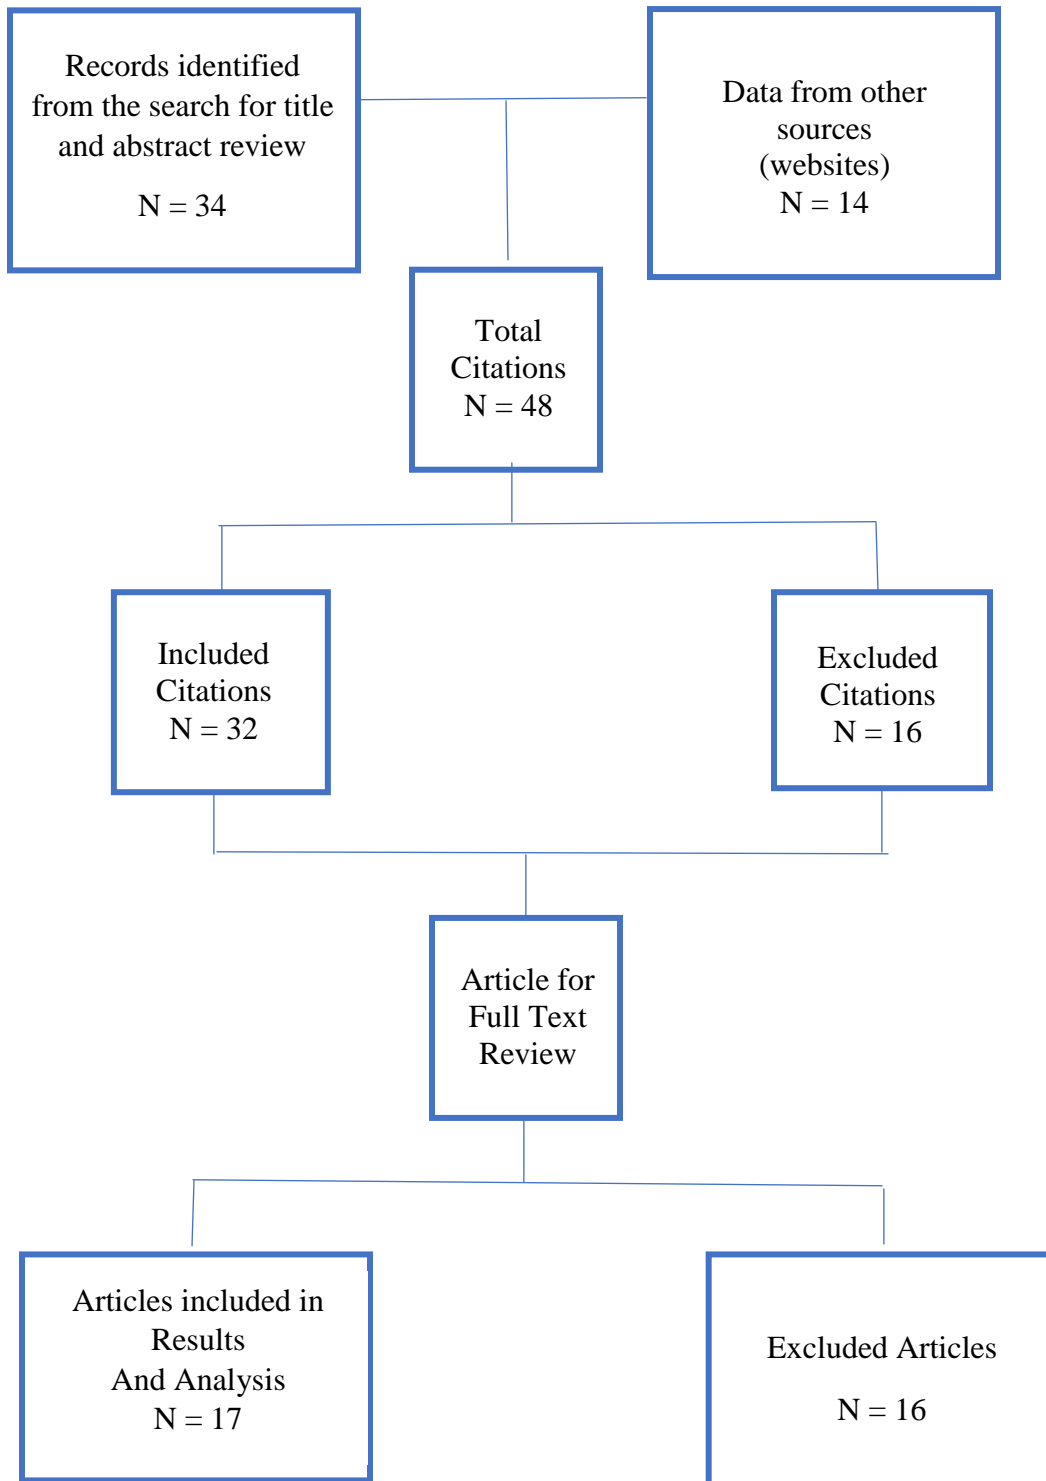 Records identified
from the search for title
and abstract review
N = 34
Data from other
sources
(websites)
N = 14
Total
Citations
N = 48
Included
Citations
N = 32
Excluded
Citations
N = 16
Article for
Full Text
Review
Articles included in
Results
And Analysis
N = 17
Excluded Articles
N = 16